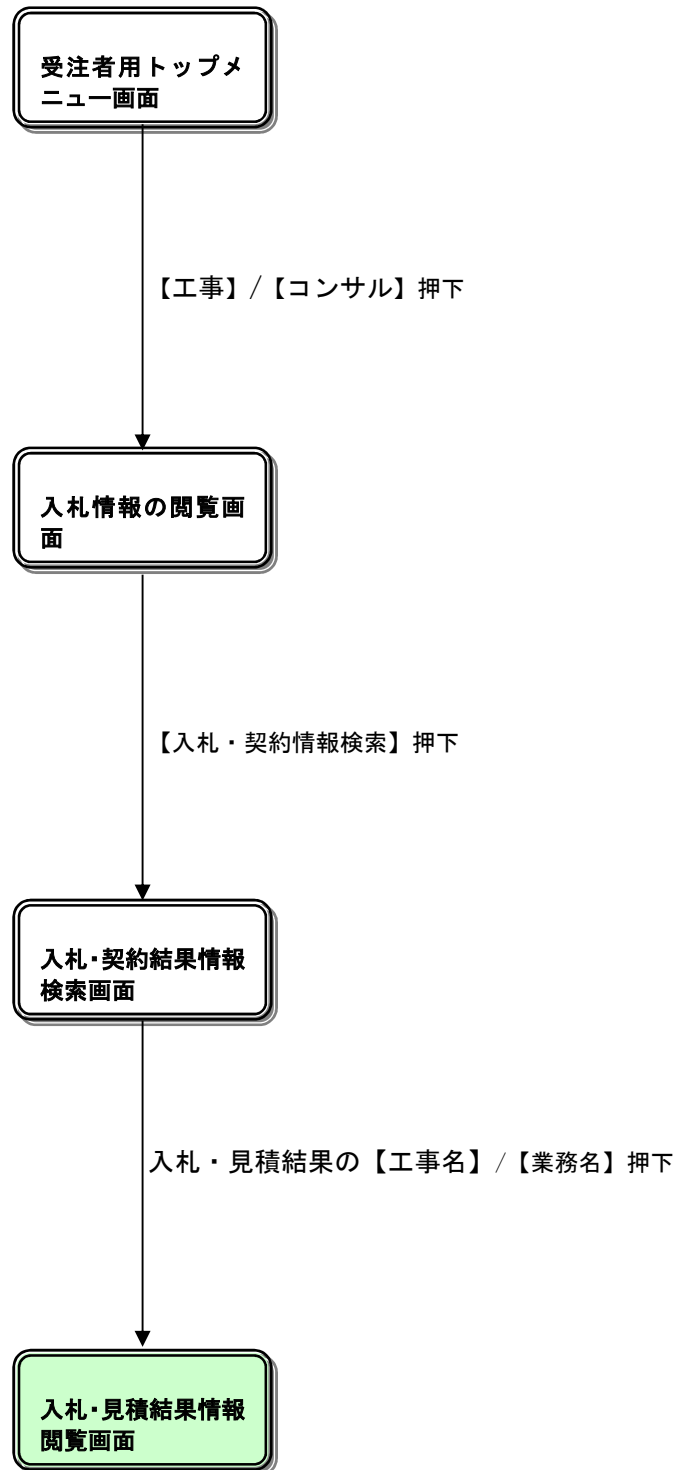 受注者用トップメ
ニュー画面
【工事】/【コンサル】押下
入札情報の閲覧画
面
【入札・契約情報検索】押下
入札・契約結果情報
検索画面
入札・見積結果の【工事名】/【業務名】押下
入札・見積結果情報
閲覧画面